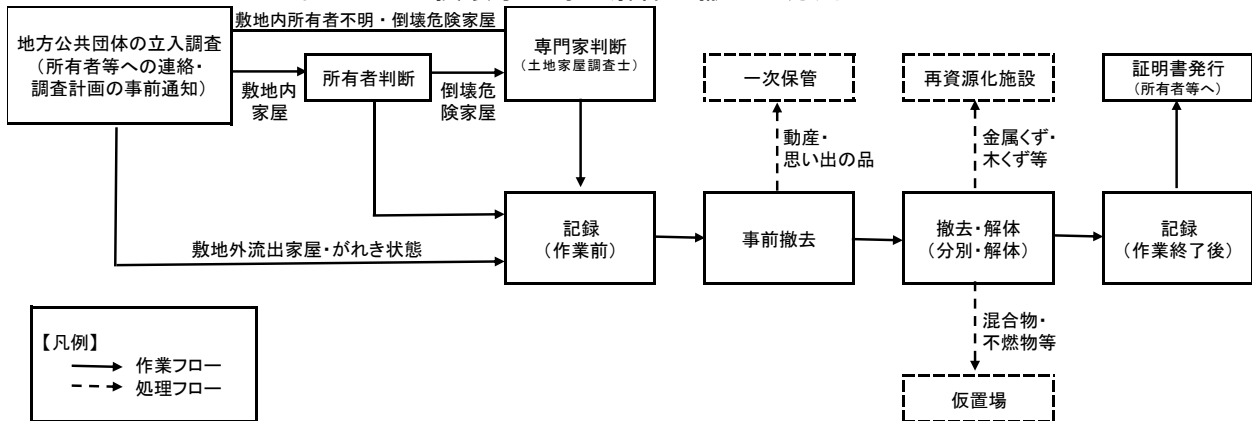 敷地内所有者不明・倒壊危険家屋
地方公共団体の立入調査
(所有者等への連絡・
調査計画の事前通知)
敷地内
家屋
所有者判断
倒壊危
険家屋
専門家判断
(土地家屋調査士)
一次保管
再資源化施設
証明書発行
(所有者等へ)
動産・
思い出の品
金属くず・
木くず等
敷地外流出家屋・がれき状態
記録
(作業前)
事前撤去
撤去・解体
(分別・解体)
記録
(作業終了後)
混合物・
不燃物等
仮置場
【凡例】
作業フロー
処理フロー